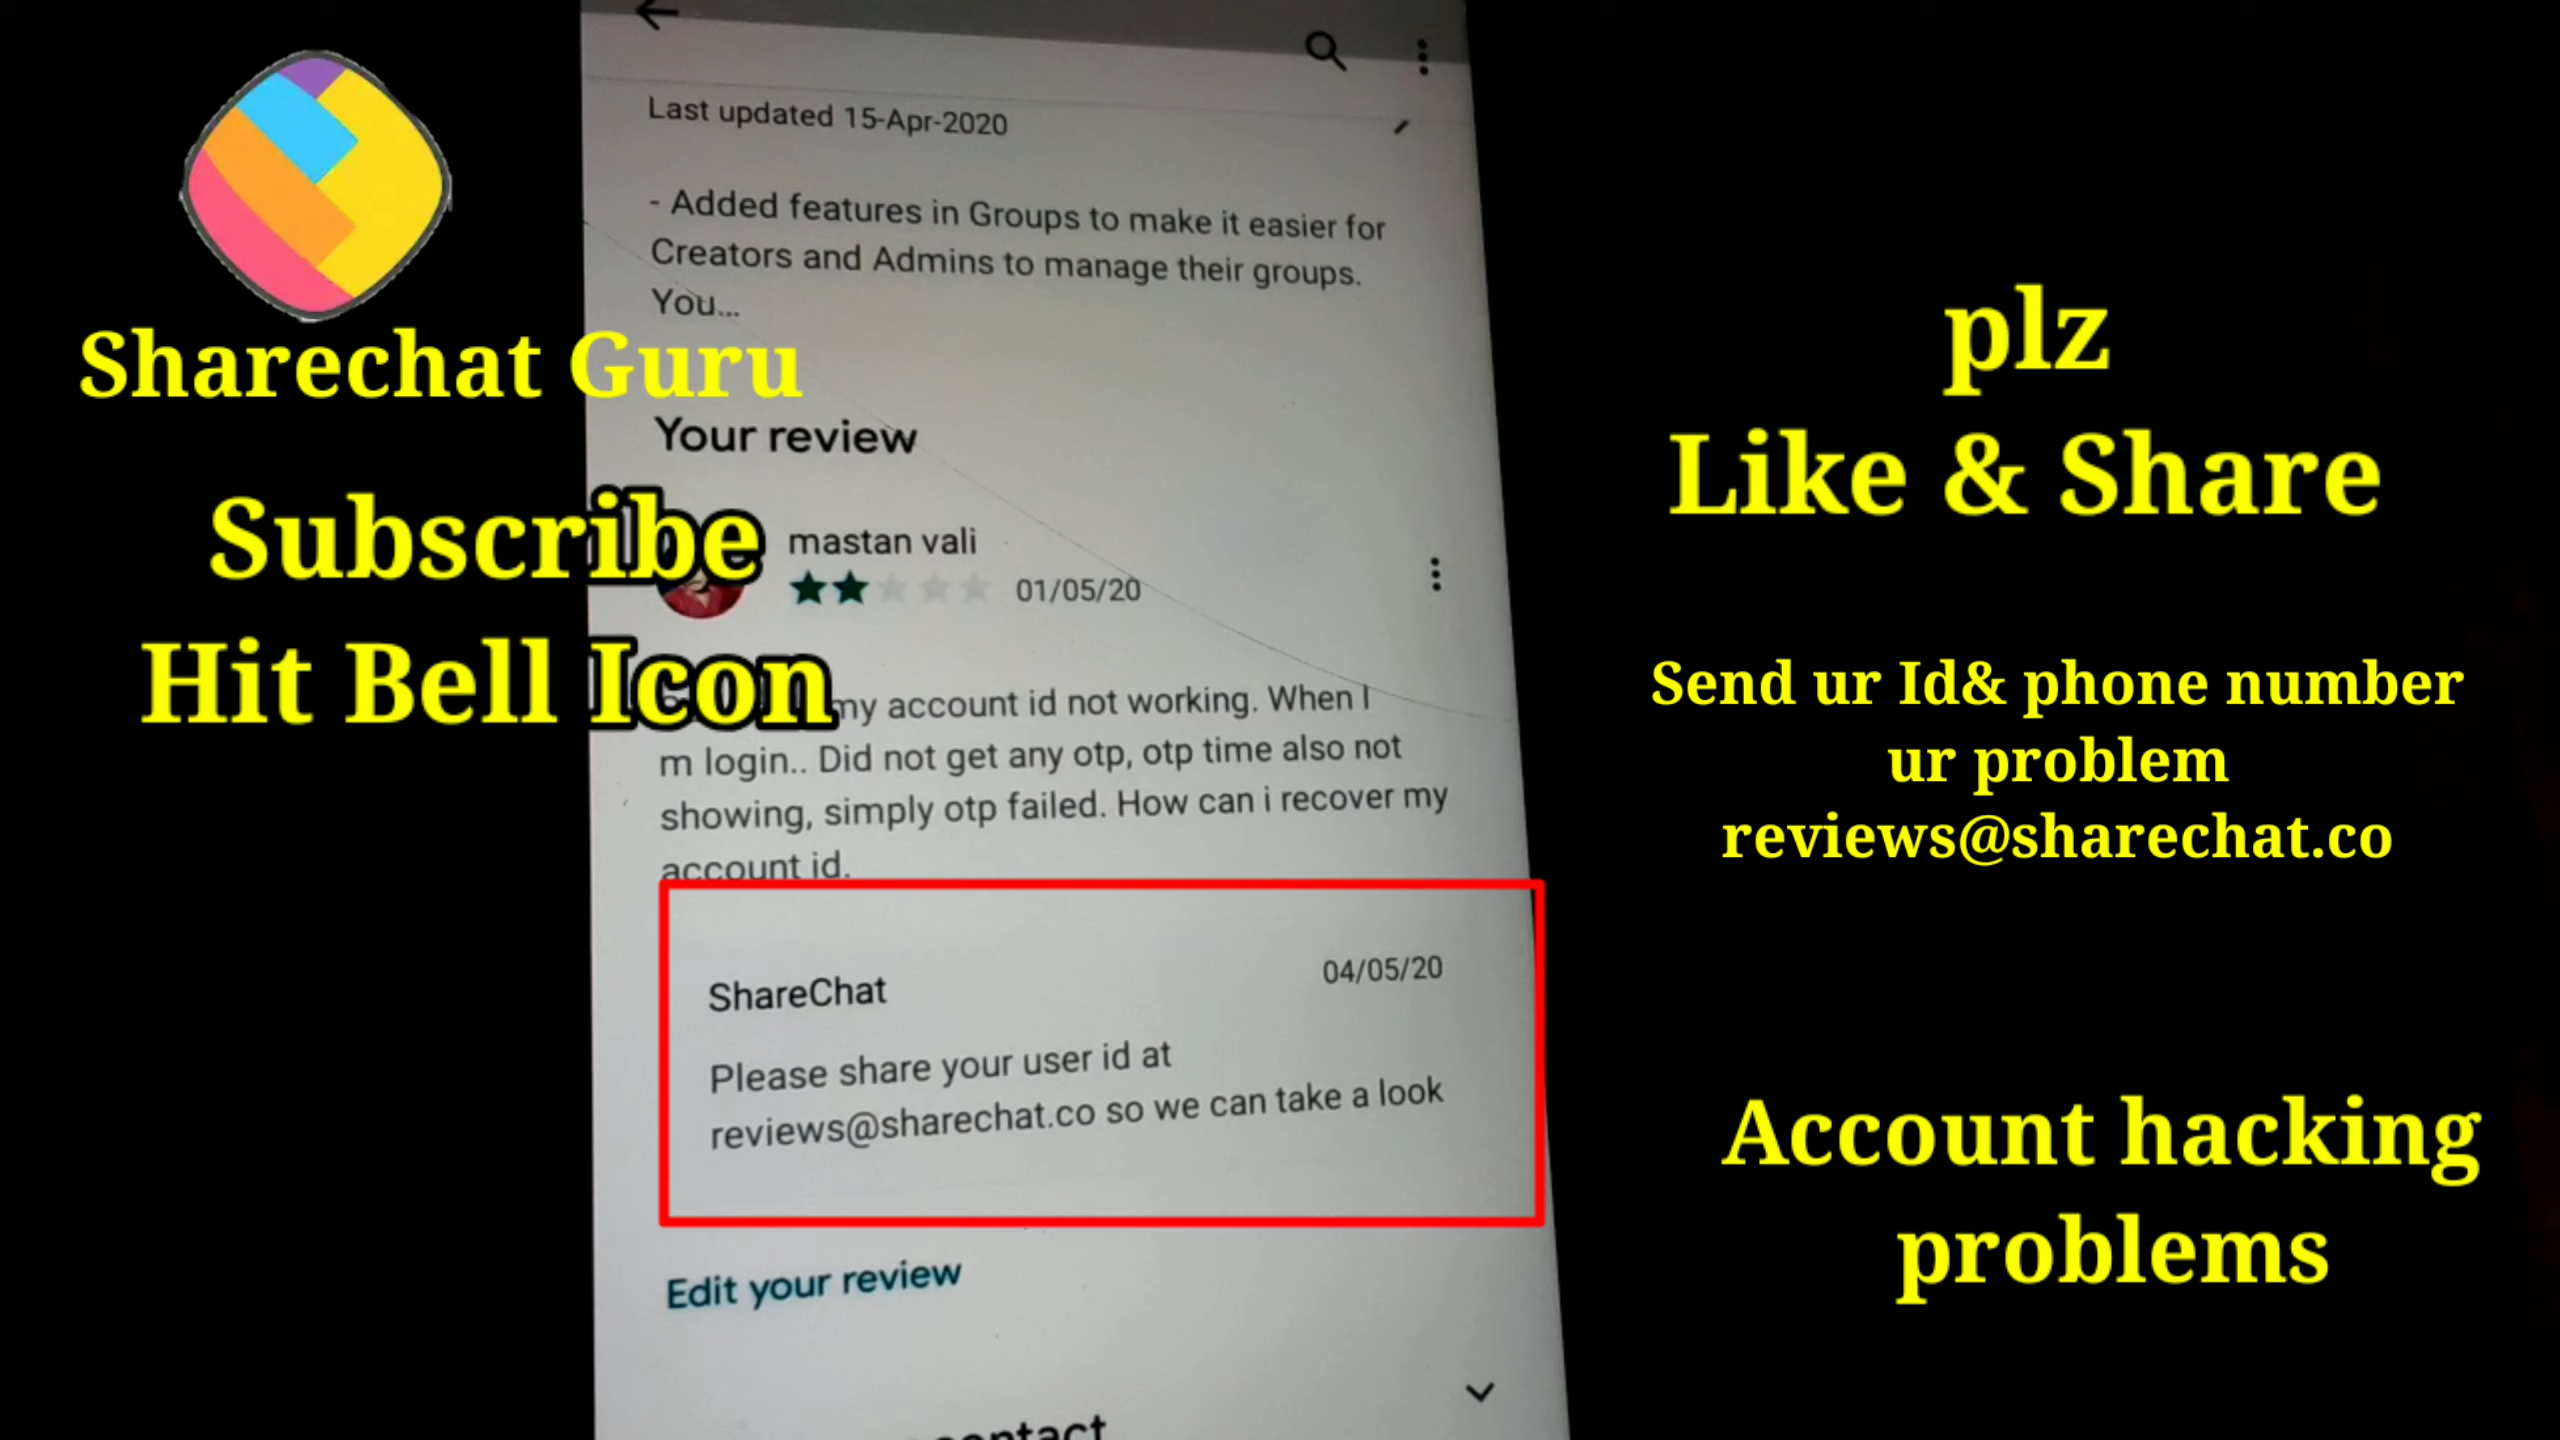 Last updated 15-Apr-2020
- Added features in Groups to make it easier for
Creators and Admins to manage their groups.
You...
Sharechat Guru
Your review
Subscribe
mastan vali
01/05/20
Hit Bell Icon
my account id not working. When I
m login.. Did not get any otp, otp time also not
showing, simply otp failed. How can i recover my
account id.
ShareChat
04/05/20
Please share your user id at
reviews@sharechat.co so we can take a look
Edit your review
contact
plz
Like & Share
Send ur Id& phone number
ur problem
reviews@sharechat.co
Account hacking
problems